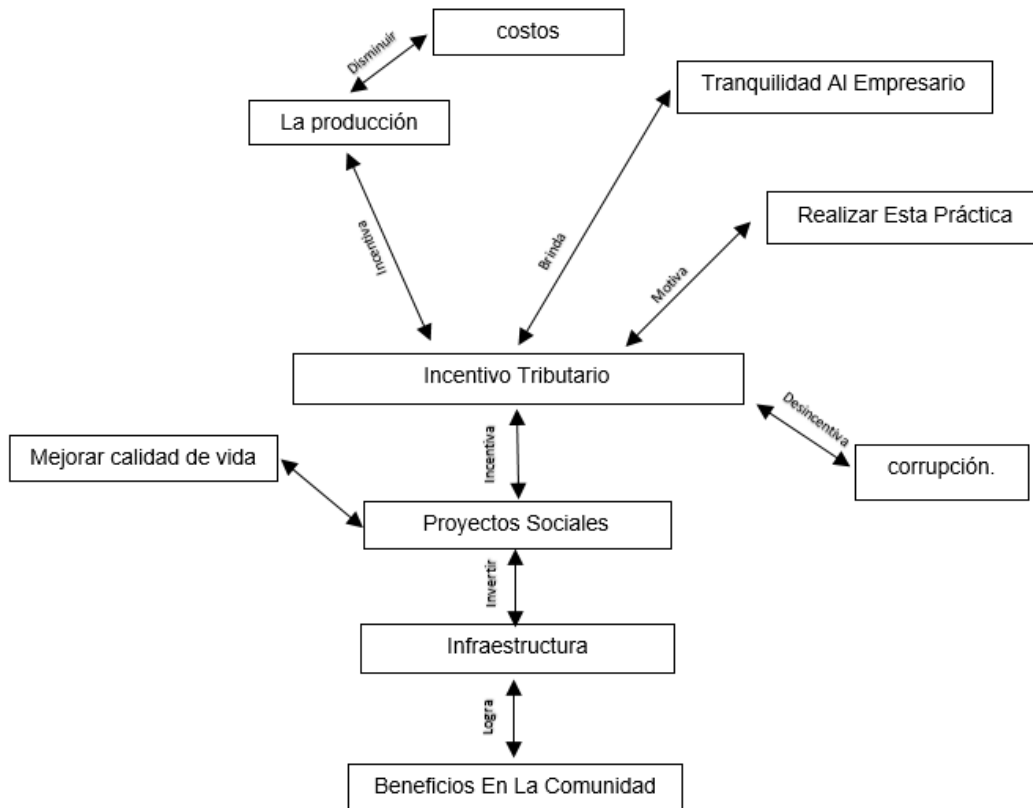 costos
Disminuir
Tranquilidad Al Empresario
La producción
Realizar Esta Práctica
Incentiva
Brinda
Motiva
Incentivo Tributario
Desincentiva
Mejorar calidad de vida
Incentiva
corrupción.
Proyectos Sociales
Invertir
Infraestructura
Logra
Beneficios En La Comunidad